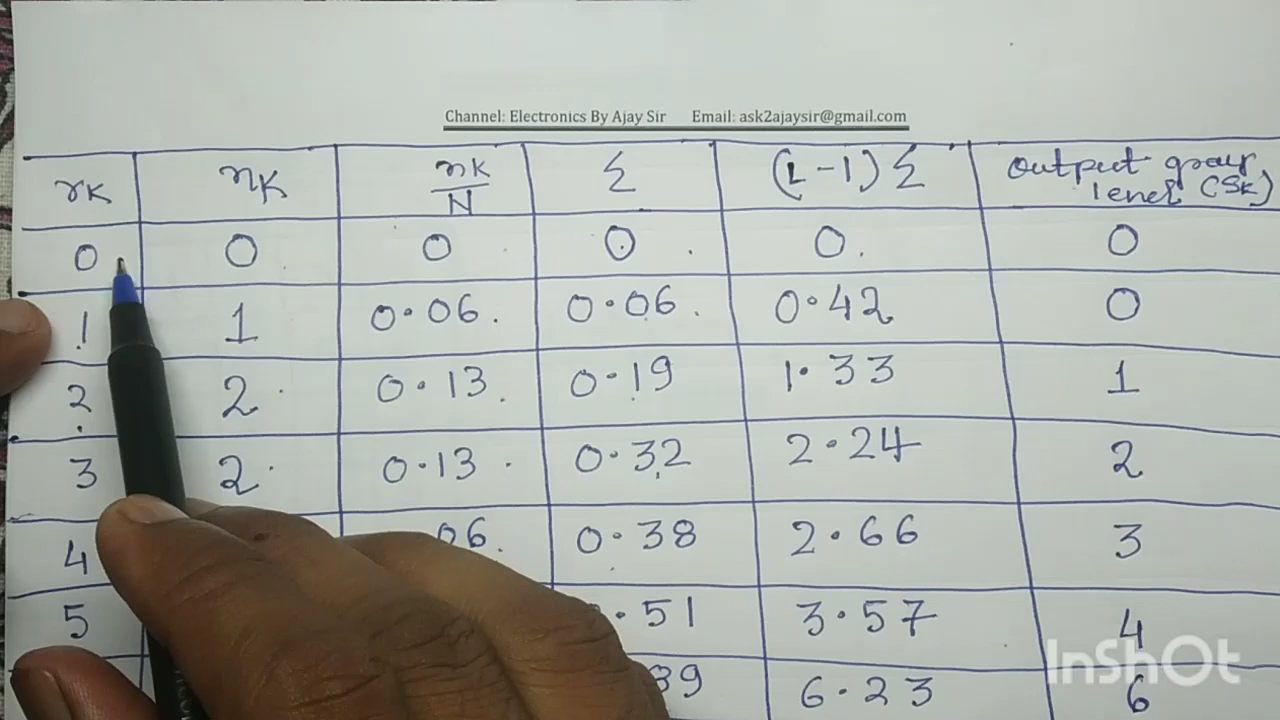 Channel: Electronics By Ajay Sir Email: ask2ajaysir@gmail.com
rk nk nk/N Σ (L-1) Σ output gray level (Sk)
0 0 0 0 0 0
1 1 0.06 0.06 0.42 0
2 2 0.13 0.19 1.33 1
3 2 0.13 0.32 2.24 2
4 06 0.38 2.66 3
5 .51 3.57 4
89 6.23 6
InShOt